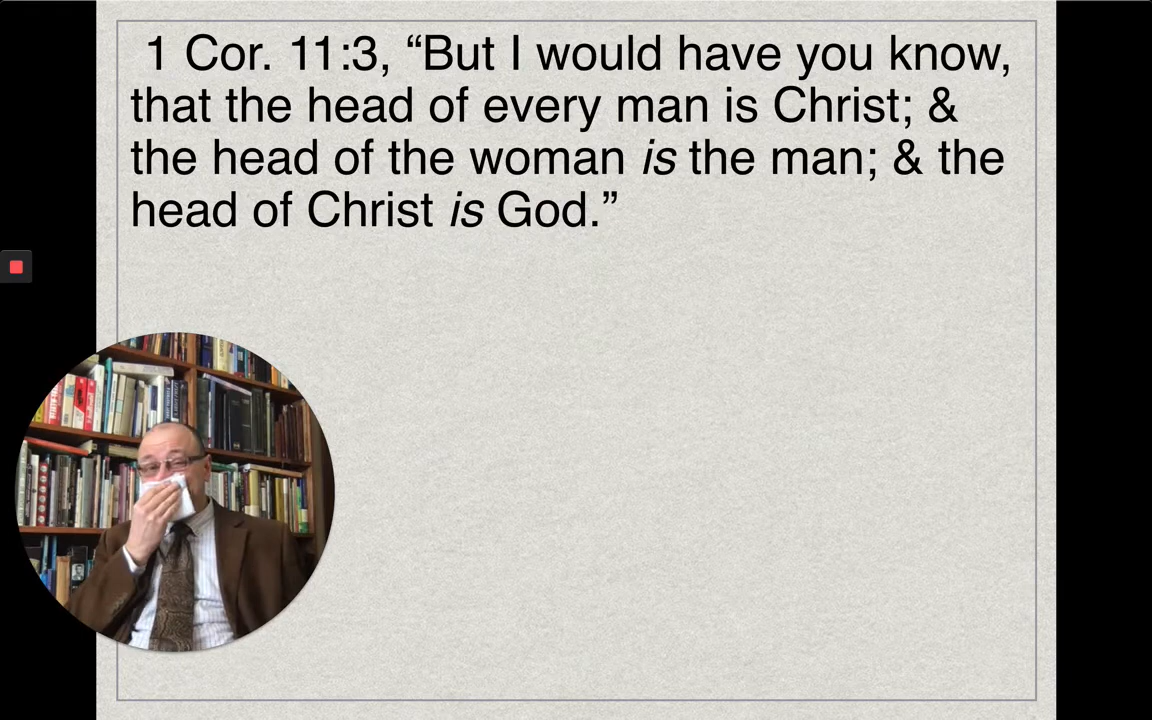 1 Cor. 11:3, “But I would have you know,
that the head of every man is Christ; &
the head of the woman is the man; & the
head of Christ is God.”